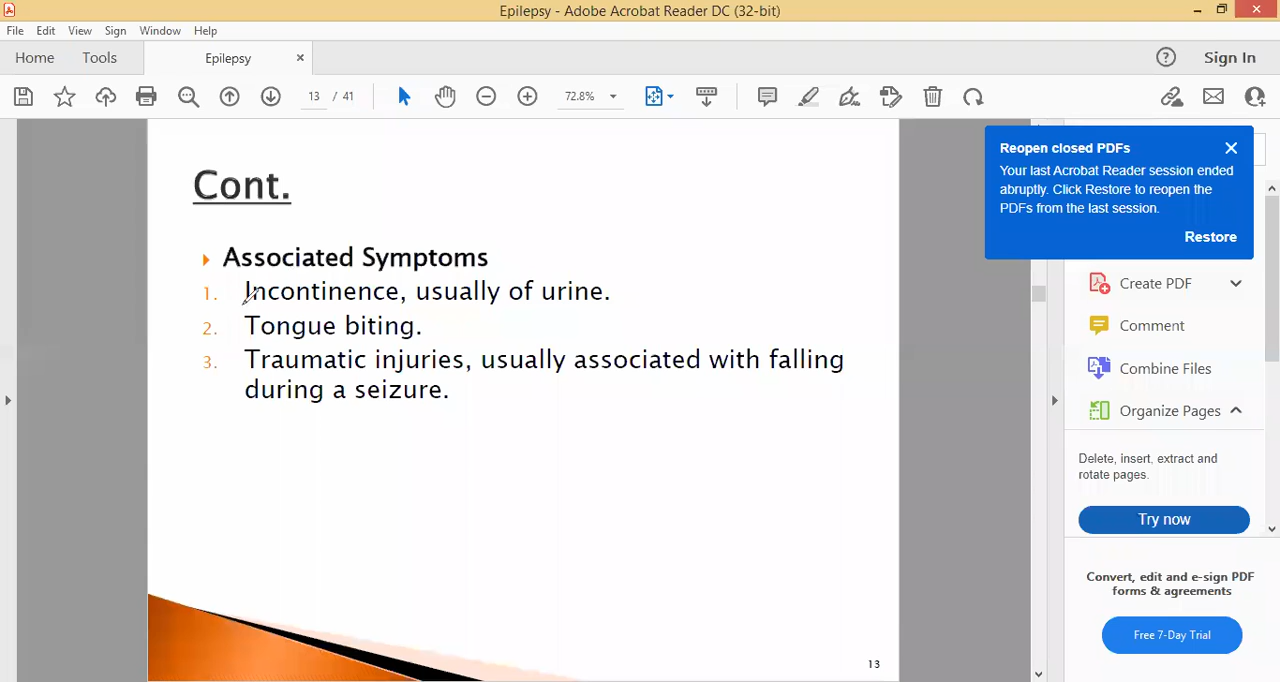 Epilepsy - Adobe Acrobat Reader DC (32-bit)
File Edit View Sign Window Help
Home Tools Epilepsy × ? Sign In
13 / 41 72.8%
Reopen closed PDFs
Your last Acrobat Reader session ended
abruptly. Click Restore to reopen the
PDFs from the last session.
Restore
Cont.
Associated Symptoms
1. Incontinence, usually of urine.
2. Tongue biting.
3. Traumatic injuries, usually associated with falling
during a seizure.
13
Create PDF
Comment
Combine Files
Organize Pages
Delete, insert, extract and
rotate pages.
Try now
Convert, edit and e-sign PDF
forms & agreements
Free 7-Day Trial